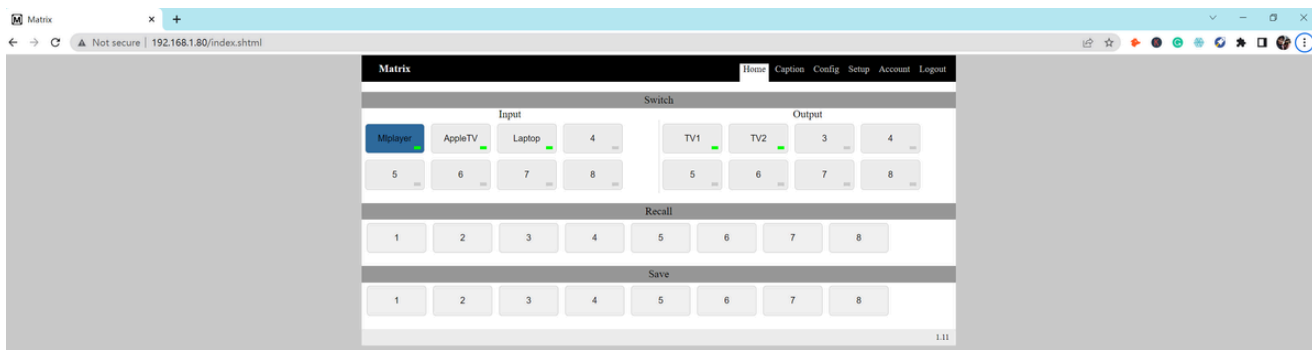 M Matrix
Not secure | 192.168.1.80/index.shtml
Matrix Home Caption Config Setup Account Logout
Switch
Input Output
MIplayer AppleTV Laptop 4 TV1 TV2 3 4
5 6 7 8 5 6 7 8
Recall
1 2 3 4 5 6 7 8
Save
1 2 3 4 5 6 7 8
1.11